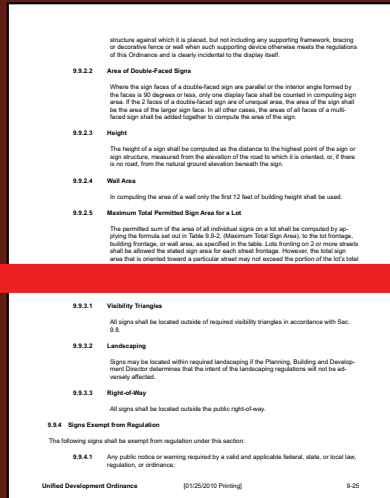 structure against which it is placed, but not including any supporting framework, bracing
or decorative fence or wall when such supporting device otherwise meets the regulations
of this Ordinance and is clearly incidental to the display itself.
9.9.2.2 Area of Double-Faced Signs
Where the sign faces of a double-faced sign are parallel or the interior angle formed by
the faces is 90 degrees or less, only one display face shall be counted in computing sign
area. If the 2 faces of a double-faced sign are of unequal area, the area of the sign shall
be the area of the larger sign face. In all other cases, the areas of all faces of a multi-
faced sign shall be added together to compute the area of the sign.
9.9.2.3 Height
The height of a sign shall be computed as the distance to the highest point of the sign or
sign structure, measured from the elevation of the road to which it is oriented, or, if there
is no road, from the natural ground elevation beneath the sign.
9.9.2.4 Wall Area
In computing the area of a wall only the first 12 feet of building height shall be used.
9.9.2.5 Maximum Total Permitted Sign Area for a Lot
The permitted sum of the area of all individual signs on a lot shall be computed by ap-
plying the formula set out in Table 9.9-2, (Maximum Total Sign Area), to the lot frontage,
building frontage, or wall area, as specified in the table. Lots fronting on 2 or more streets
shall be allowed the stated sign area for each street frontage. However, the total sign
area that is oriented toward a particular street may not exceed the portion of the lot's total
9.9.3.1 Visibility Triangles
All signs shall be located outside of required visibility triangles in accordance with Sec.
9.8.
9.9.3.2 Landscaping
Signs may be located within required landscaping if the Planning, Building and Develop-
ment Director determines that the intent of the landscaping regulations will not be ad-
versely affected.
9.9.3.3 Right-of-Way
All signs shall be located outside the public right-of-way.
9.9.4 Signs Exempt from Regulation
The following signs shall be exempt from regulation under this section:
9.9.4.1 Any public notice or warning required by a valid and applicable federal, state, or local law,
regulation, or ordinance;
Unified Development Ordinance [01/25/2010 Printing] 9-25